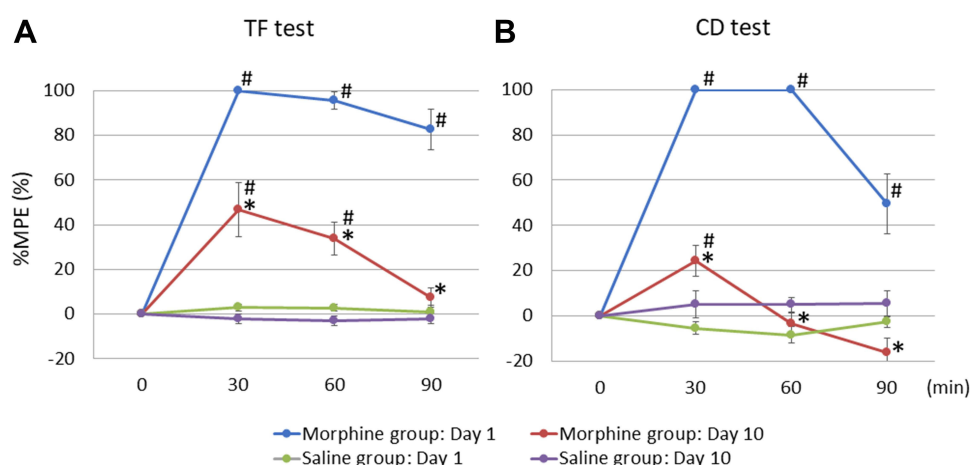 A
TF test
B
CD test
%MPE (%)
100
80
60
40
20
0
-20
# # #
# *
# *
*
0 30 60 90
100
80
60
40
20
0
-20
# # #
# *
*
*
0 30 60 90 (min)
Morphine group: Day 1
Morphine group: Day 10
Saline group: Day 1
Saline group: Day 10